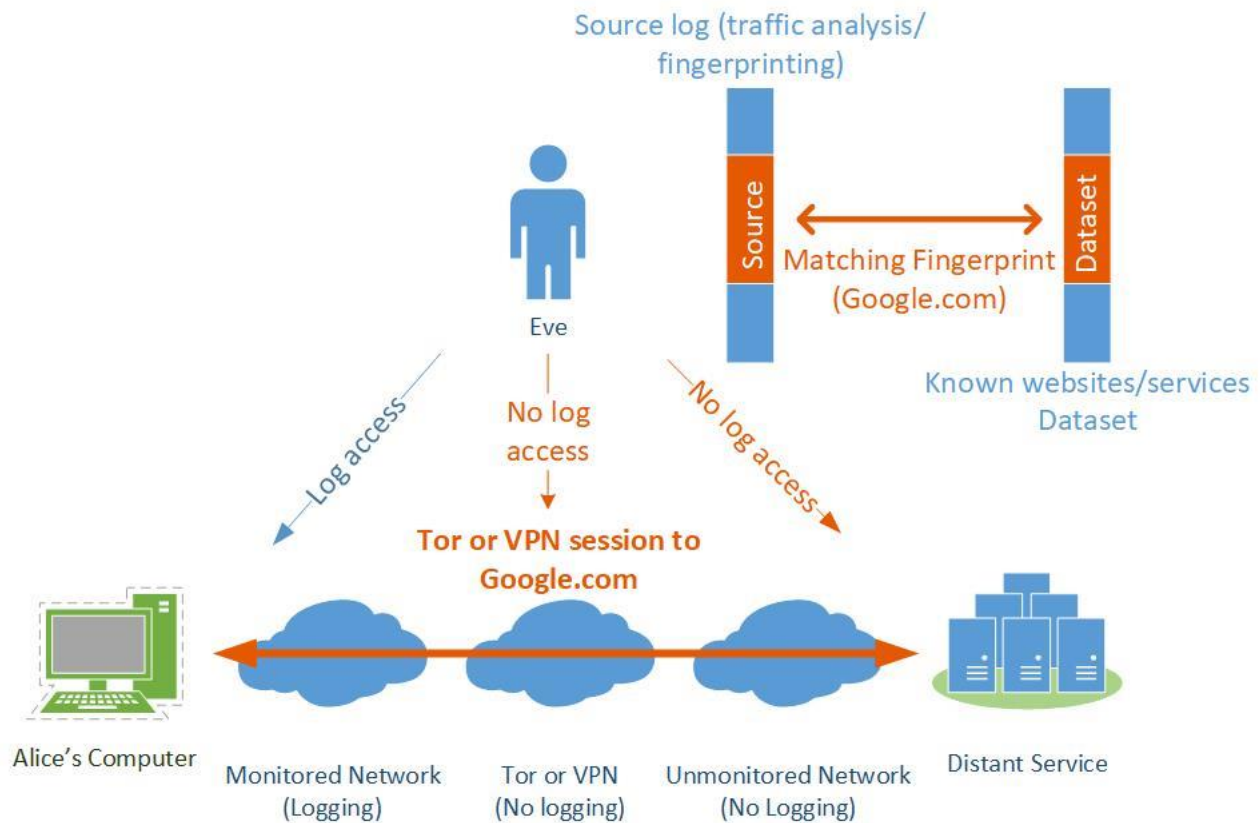 Source log (traffic analysis/
fingerprinting)
Source
Dataset
Matching Fingerprint
(Google.com)
Known websites/services
Dataset
Eve
Log access
No log
access
No log access
Tor or VPN session to
Google.com
Alice’s Computer
Monitored Network
(Logging)
Tor or VPN
(No logging)
Unmonitored Network
(No Logging)
Distant Service